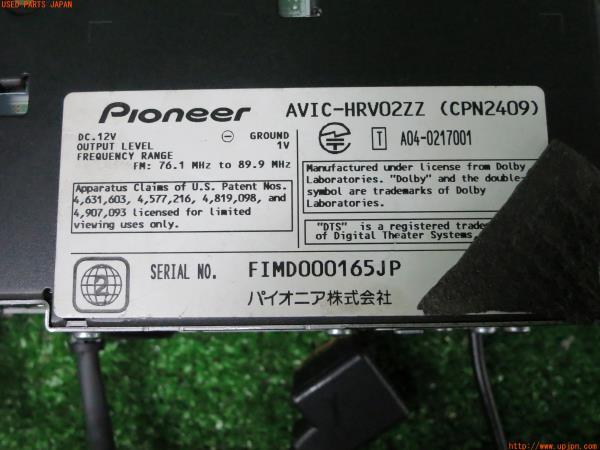 USED PARTS JAPAN
Pioneer
AVIC-HRV02ZZ (CPN2409)
DC.12V ⊖ GROUND
OUTPUT LEVEL 1V
FREQUENCY RANGE
FM: 76.1 MHz to 89.9 MHz
T A04-0217001
Apparatus Claims of U.S. Patent Nos.
4,631,603, 4,577,216, 4,819,098, and
4,907,093 licensed for limited
viewing uses only.
Manufactured under license from Dolby
Laboratories. "Dolby" and the double-
symbol are trademarks of Dolby
Laboratories.
"DTS" is a registered
of Digital Theater Systems,
2
SERIAL NO. FIMD000165JP
パイオニア株式会社
http://www.upjpn.com/